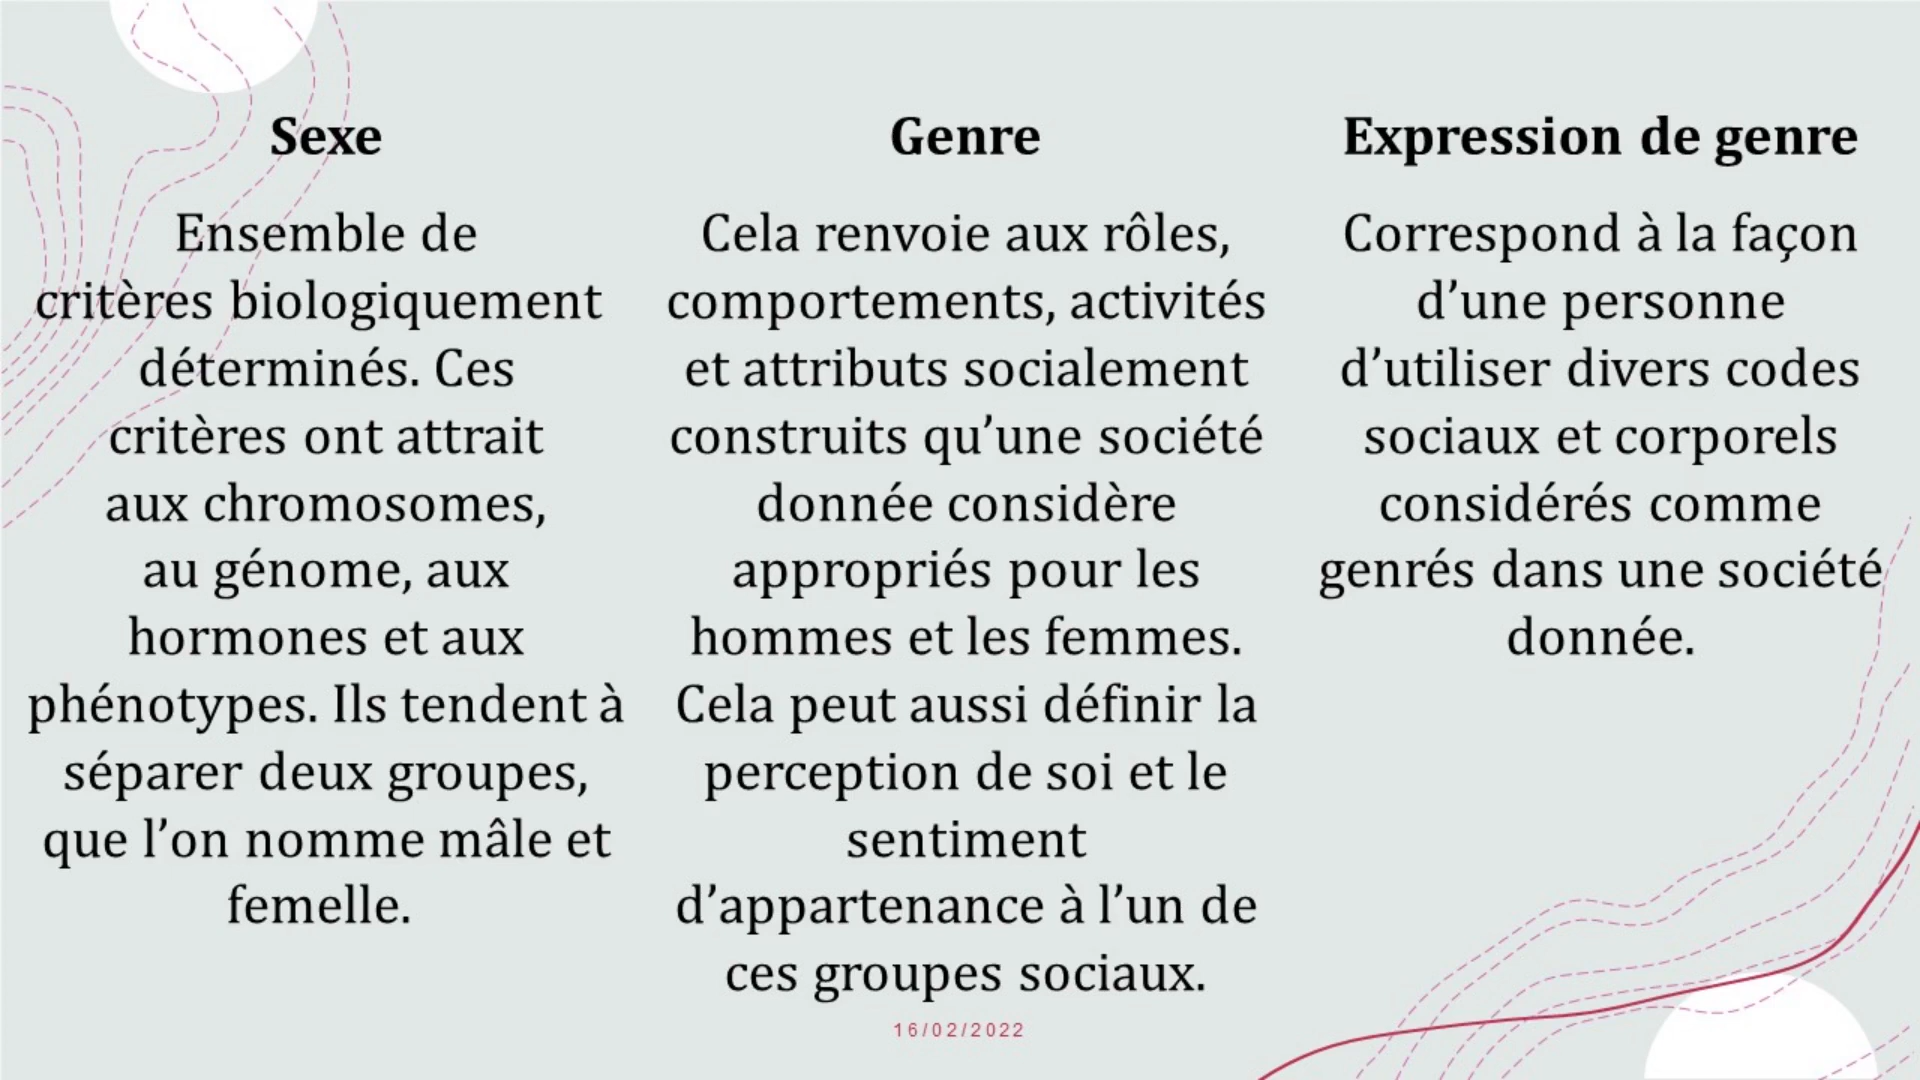 Sexe
Ensemble de
critères biologiquement
déterminés. Ces
critères ont attrait
aux chromosomes,
au génome, aux
hormones et aux
phénotypes. Ils tendent à
séparer deux groupes,
que l’on nomme mâle et
femelle.
Genre
Cela renvoie aux rôles,
comportements, activités
et attributs socialement
construits qu’une société
donnée considère
appropriés pour les
hommes et les femmes.
Cela peut aussi définir la
perception de soi et le
sentiment
d’appartenance à l’un de
ces groupes sociaux.
Expression de genre
Correspond à la façon
d’une personne
d’utiliser divers codes
sociaux et corporels
considérés comme
genrés dans une société
donnée.
16/02/2022